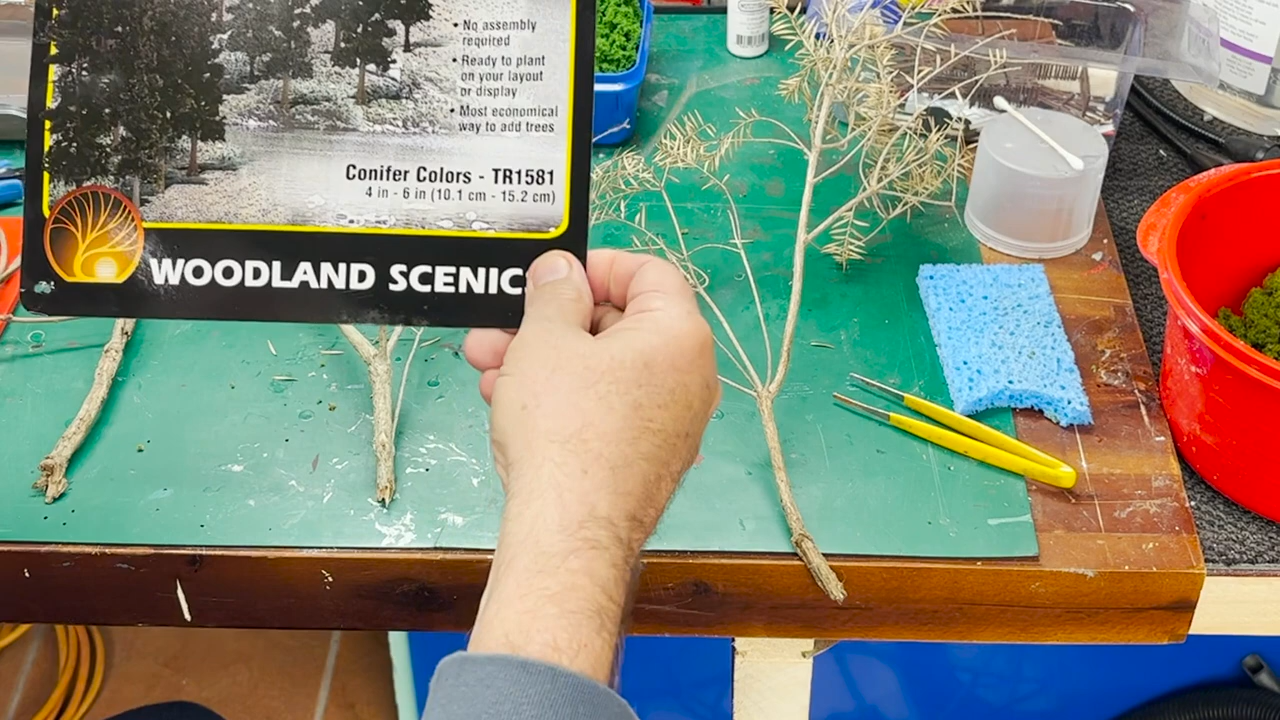 • No assembly
required
• Ready to plant
on your layout
or display
• Most economical
way to add trees
Conifer Colors - TR1581
4 in - 6 in (10.1 cm - 15.2 cm)
WOODLAND SCENICS